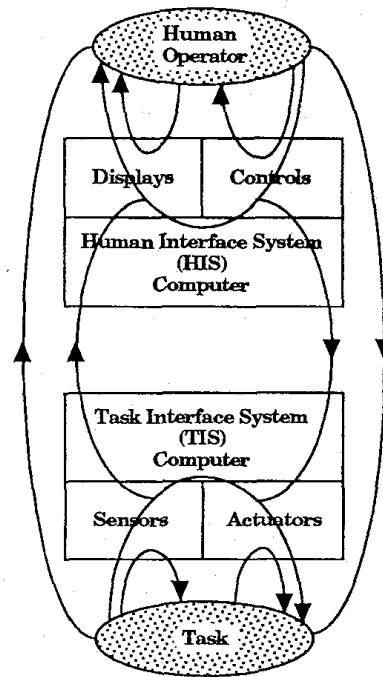 Human
Operator
Displays
Controls
Human Interface System
(HIS)
Computer
Task Interface System
(TIS)
Computer
Sensors
Actuators
Task